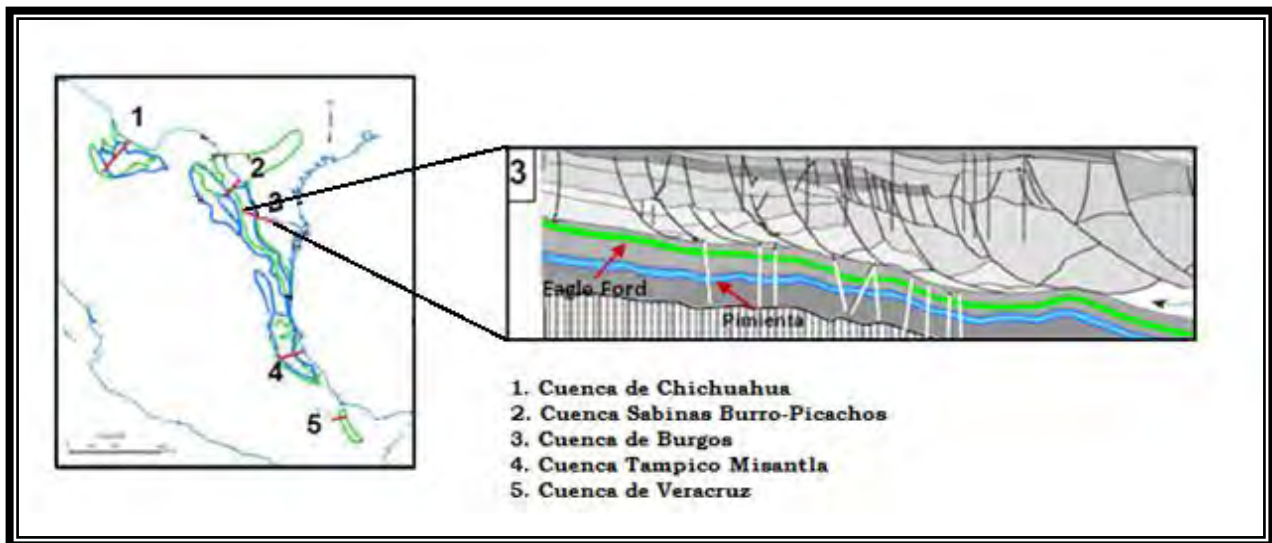 1
2
3
4
5
3
Eagle Ford
Pimienta
1. Cuenca de Chichuahua
2. Cuenca Sabinas Burro-Picachos
3. Cuenca de Burgos
4. Cuenca Tampico Misantla
5. Cuenca de Veracruz